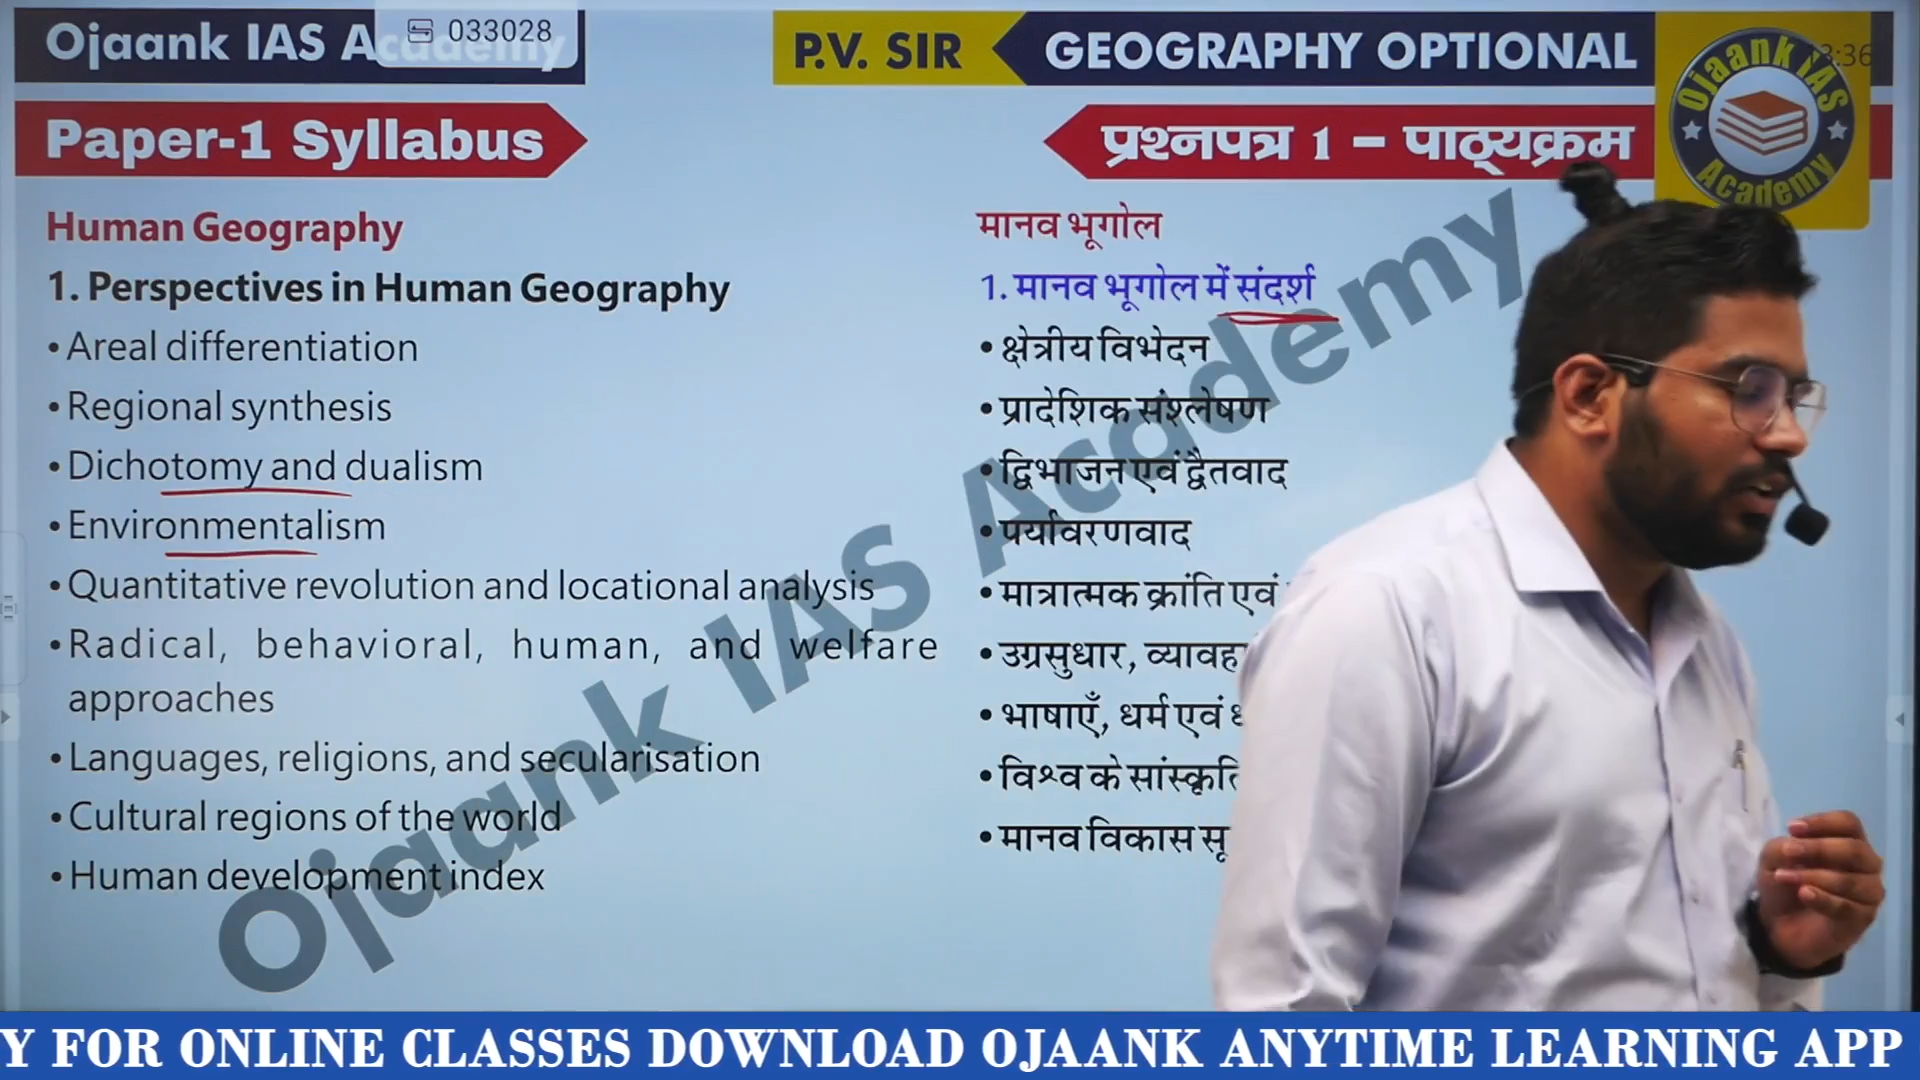 Ojaank IAS Academy
033028
P.V. SIR
GEOGRAPHY OPTIONAL
3:36
Ojaank IAS
Academy
Paper-1 Syllabus
प्रश्नपत्र 1 – पाठ्यक्रम
Human Geography
1. Perspectives in Human Geography
• Areal differentiation
• Regional synthesis
• Dichotomy and dualism
• Environmentalism
• Quantitative revolution and locational analysis
• Radical, behavioral, human, and welfare
approaches
• Languages, religions, and secularisation
• Cultural regions of the world
• Human development index
मानव भूगोल
1. मानव भूगोल में संदर्श
• क्षेत्रीय विभेदन
• प्रादेशिक संश्लेषण
• द्विभाजन एवं द्वैतवाद
• पर्यावरणवाद
• मात्रात्मक क्रांति एवं
• उग्रसुधार,
• भाषाएँ, धर्म एवं
• विश्व के
• मानव विकास
Ojaank IAS Academy
Y FOR ONLINE CLASSES DOWNLOAD OJAANK ANYTIME LEARNING APP